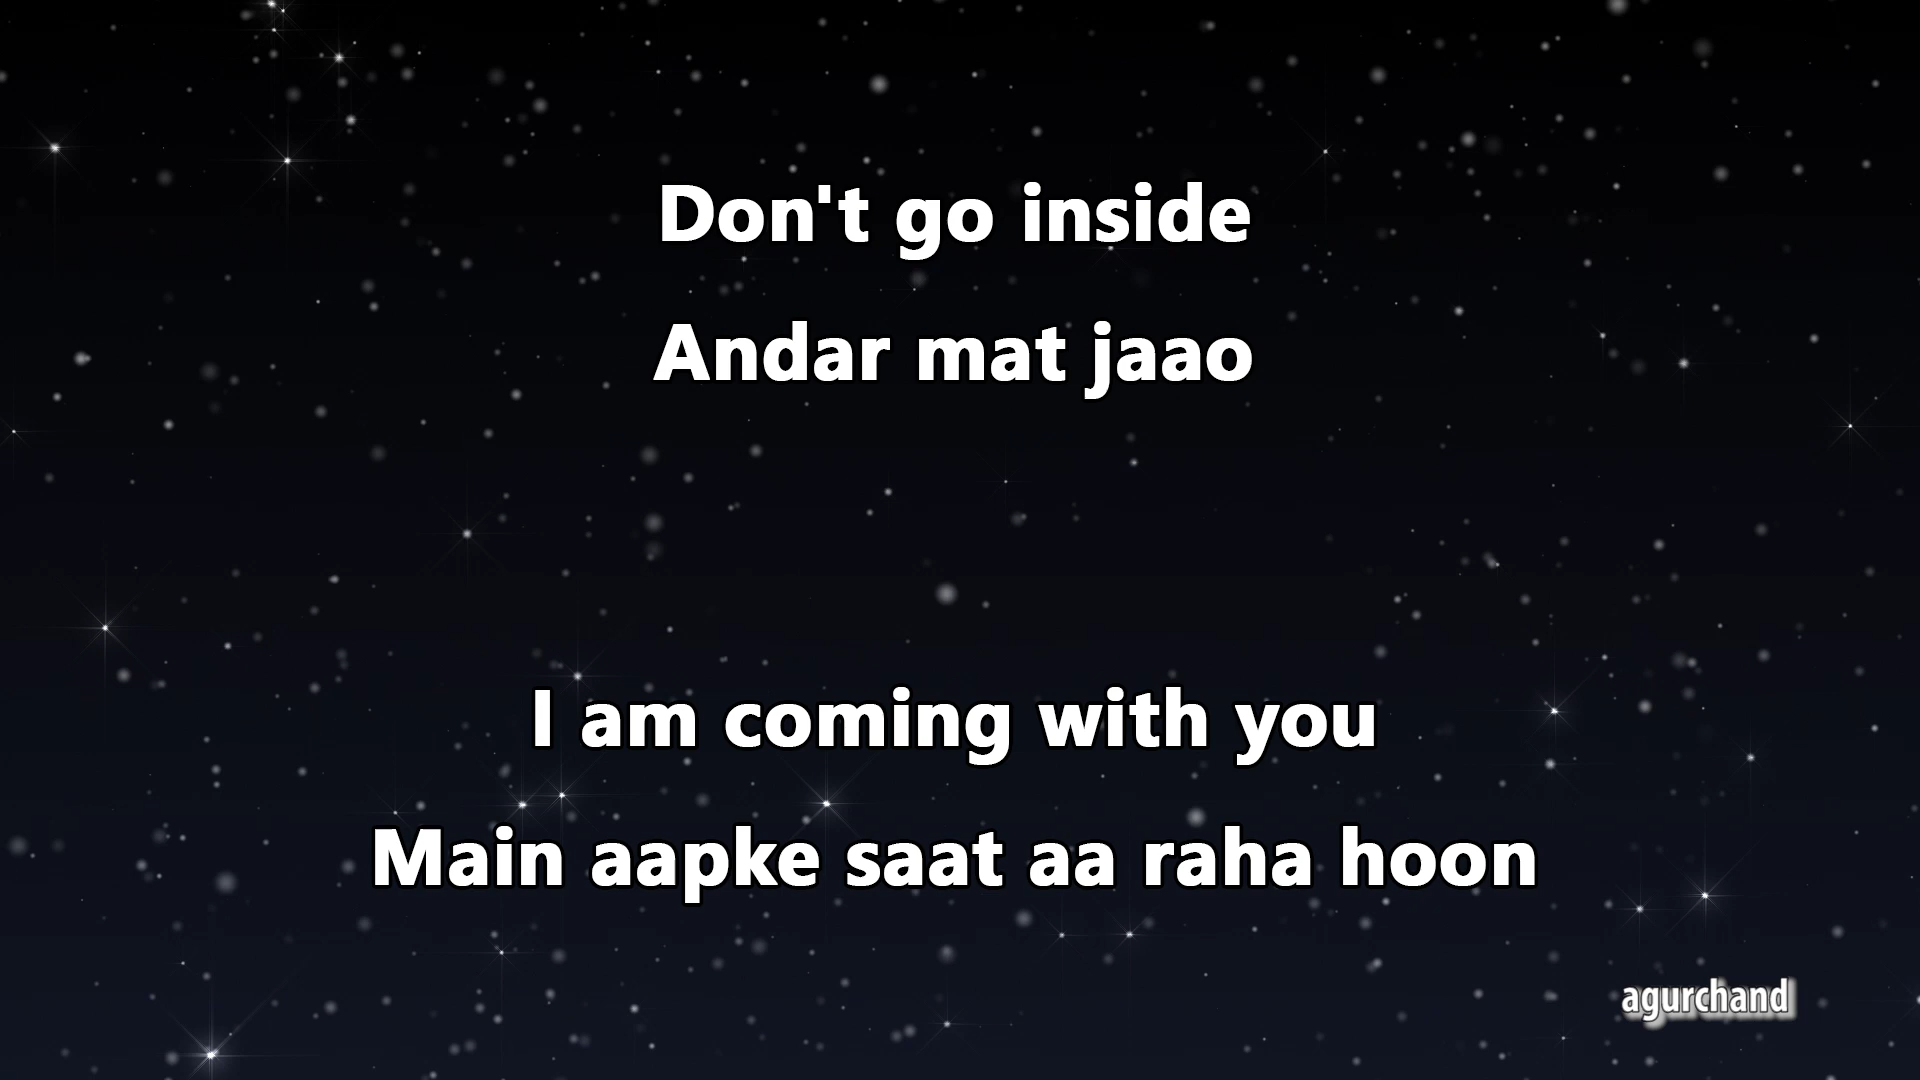 Don't go inside
Andar mat jaao
I am coming with you
Main aapke saat aa raha hoon
agurchand